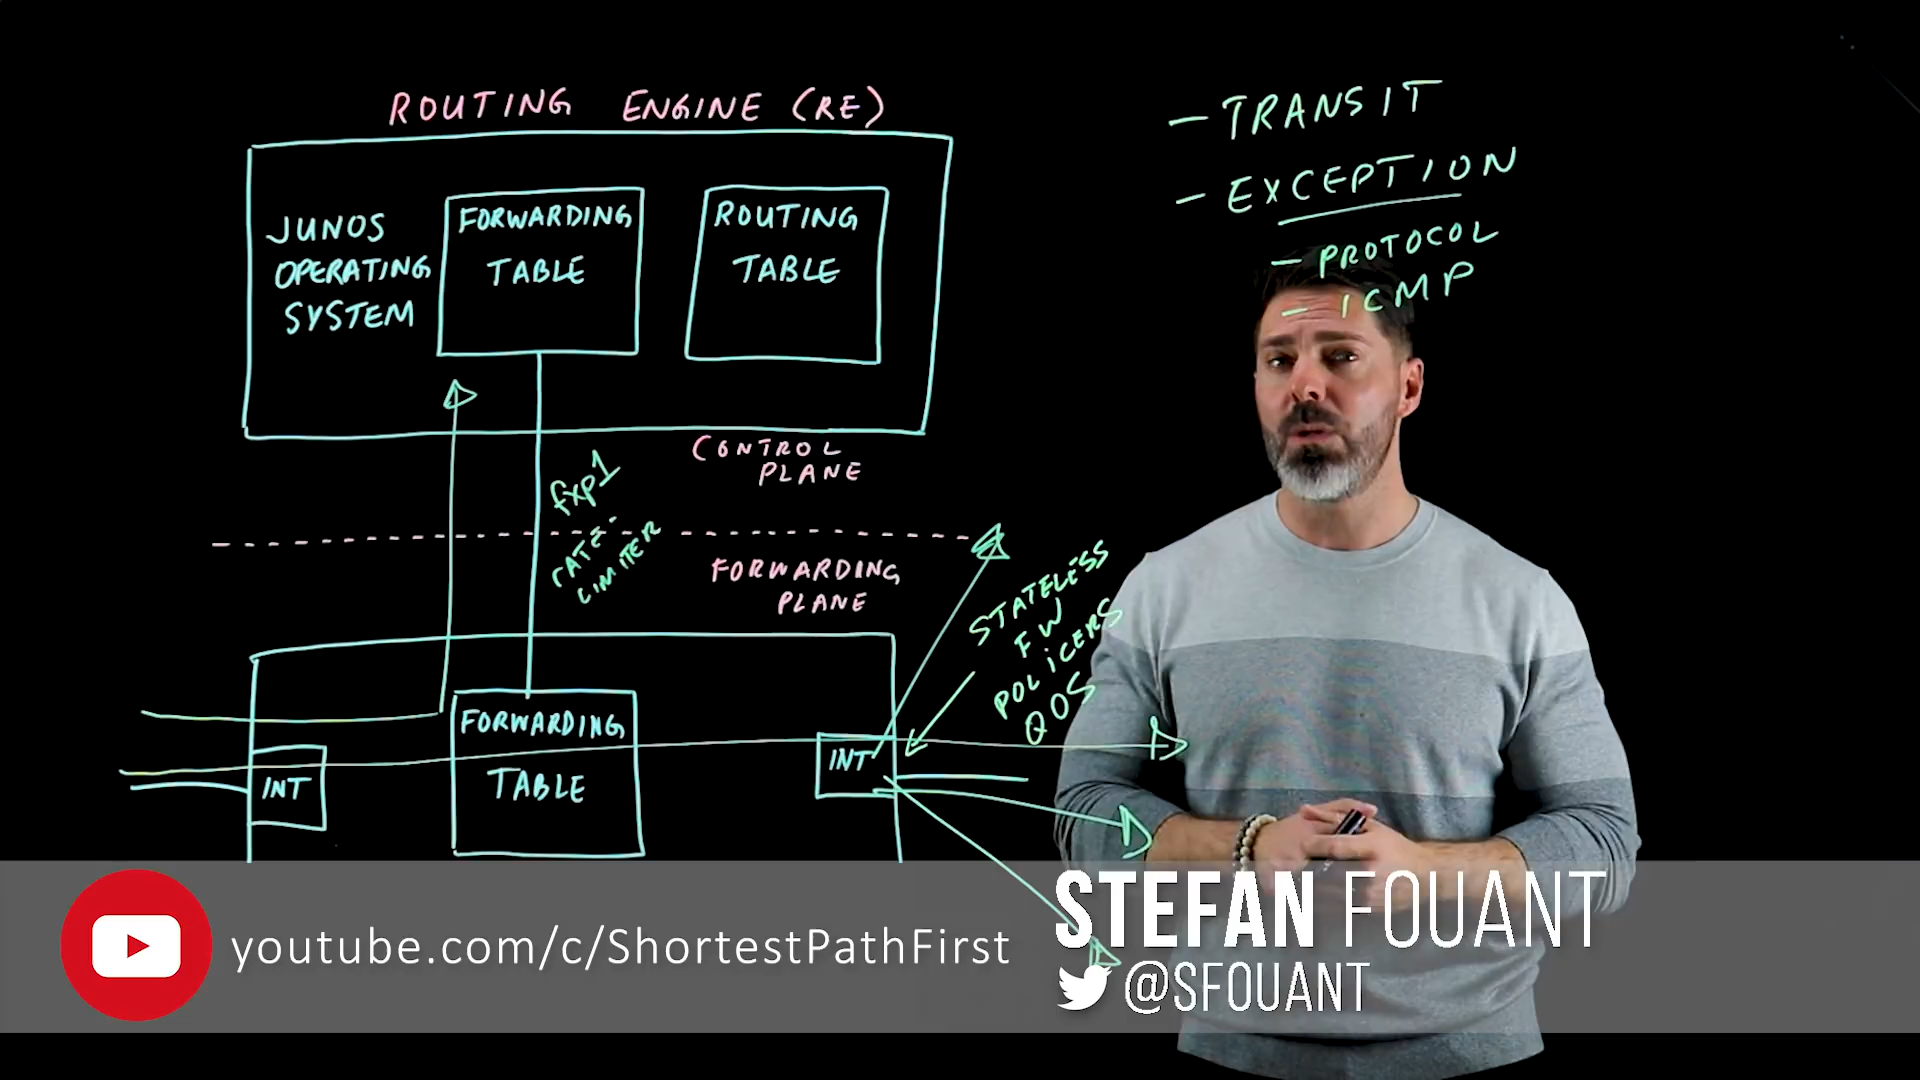 ROUTING ENGINE (RE)
JUNOS
OPERATING
SYSTEM
FORWARDING
TABLE
ROUTING
TABLE
CONTROL
PLANE
fxp1
RATE-
LIMITER
FORWARDING
PLANE
INT
FORWARDING
TABLE
INT
STATELESS
FW
POLICERS
QOS
- TRANSIT
- EXCEPTION
- PROTOCOL
- ICMP
youtube.com/c/ShortestPathFirst
STEFAN FOUANT
@SFOUANT